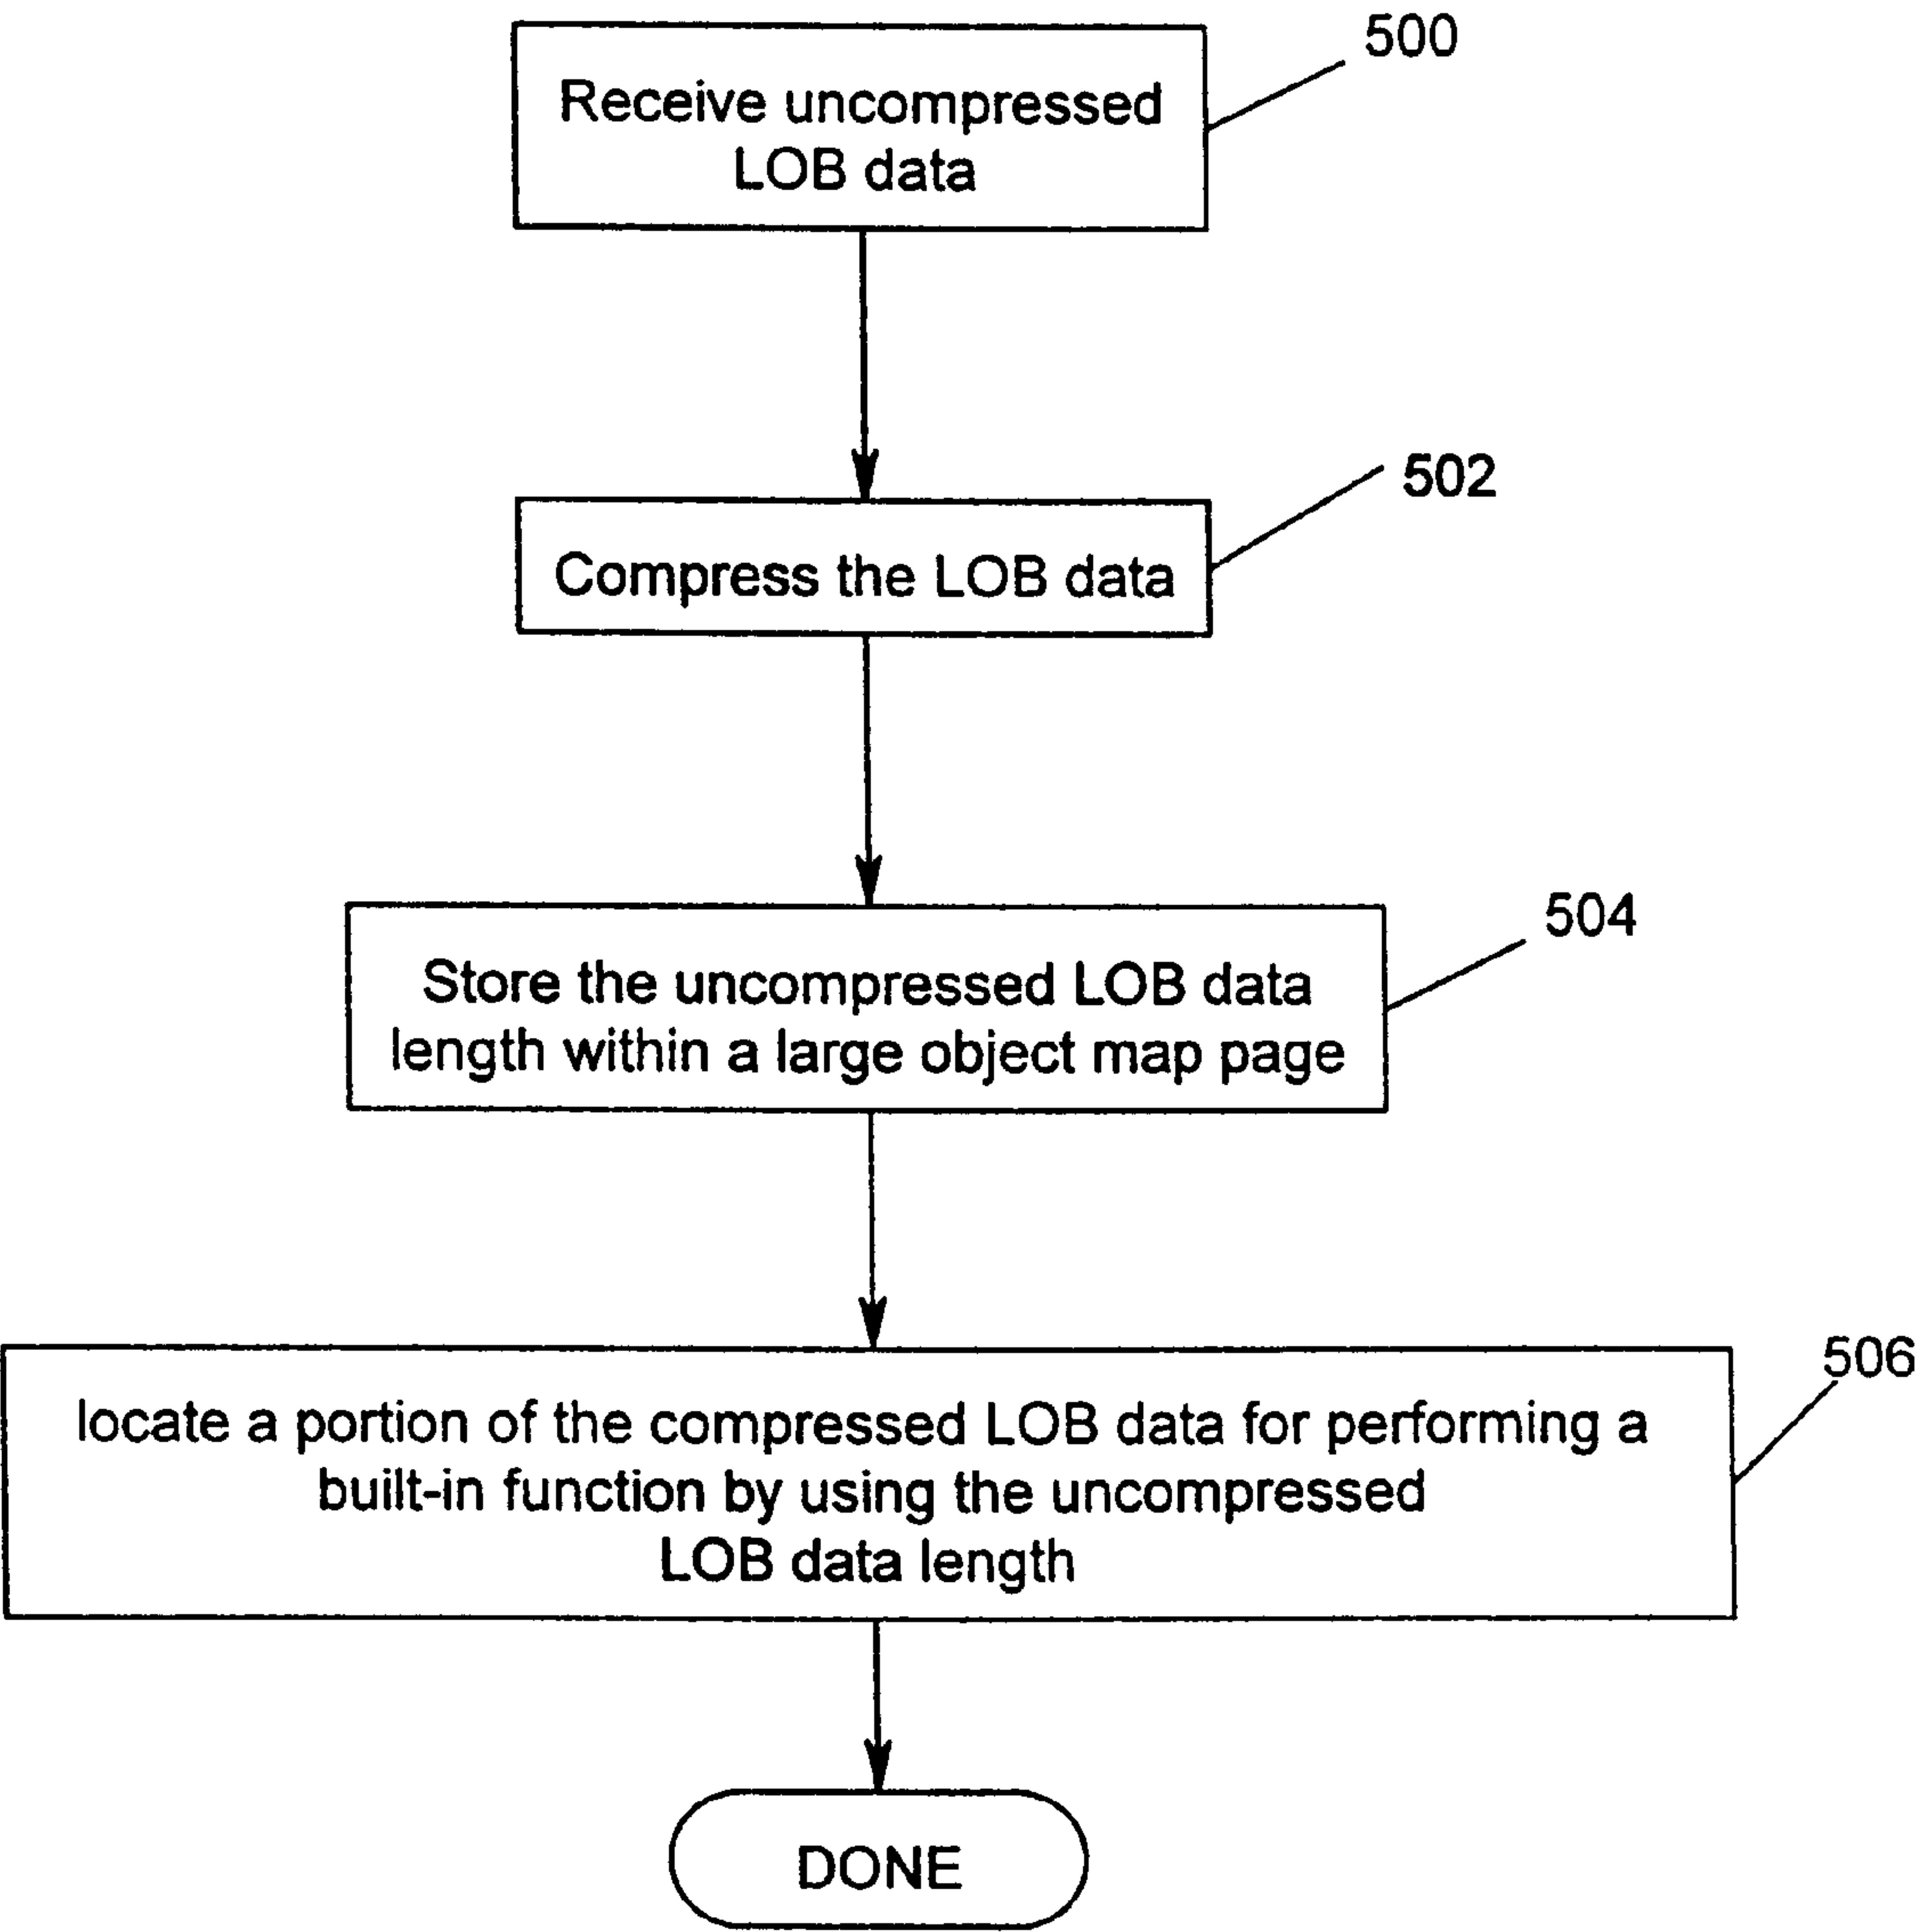 500
Receive uncompressed
LOB data
502
Compress the LOB data
504
Store the uncompressed LOB data
length within a large object map page
506
locate a portion of the compressed LOB data for performing a
built-in function by using the uncompressed
LOB data length
DONE